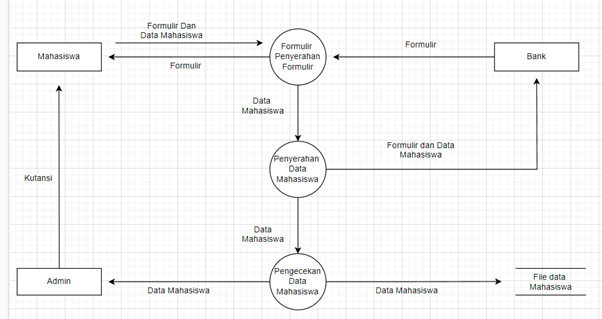 Formulir Dan
Data Mahasiswa
Mahasiswa
Formulir
Formulir
Penyerahan
Formulir
Formulir
Bank
Data
Mahasiswa
Penyerahan
Data
Mahasiswa
Formulir dan Data
Mahasiswa
Kutansi
Data
Mahasiswa
Admin
Data Mahasiswa
Pengecekan
Data
Mahasiswa
Data Mahasiswa
File data
Mahasiswa